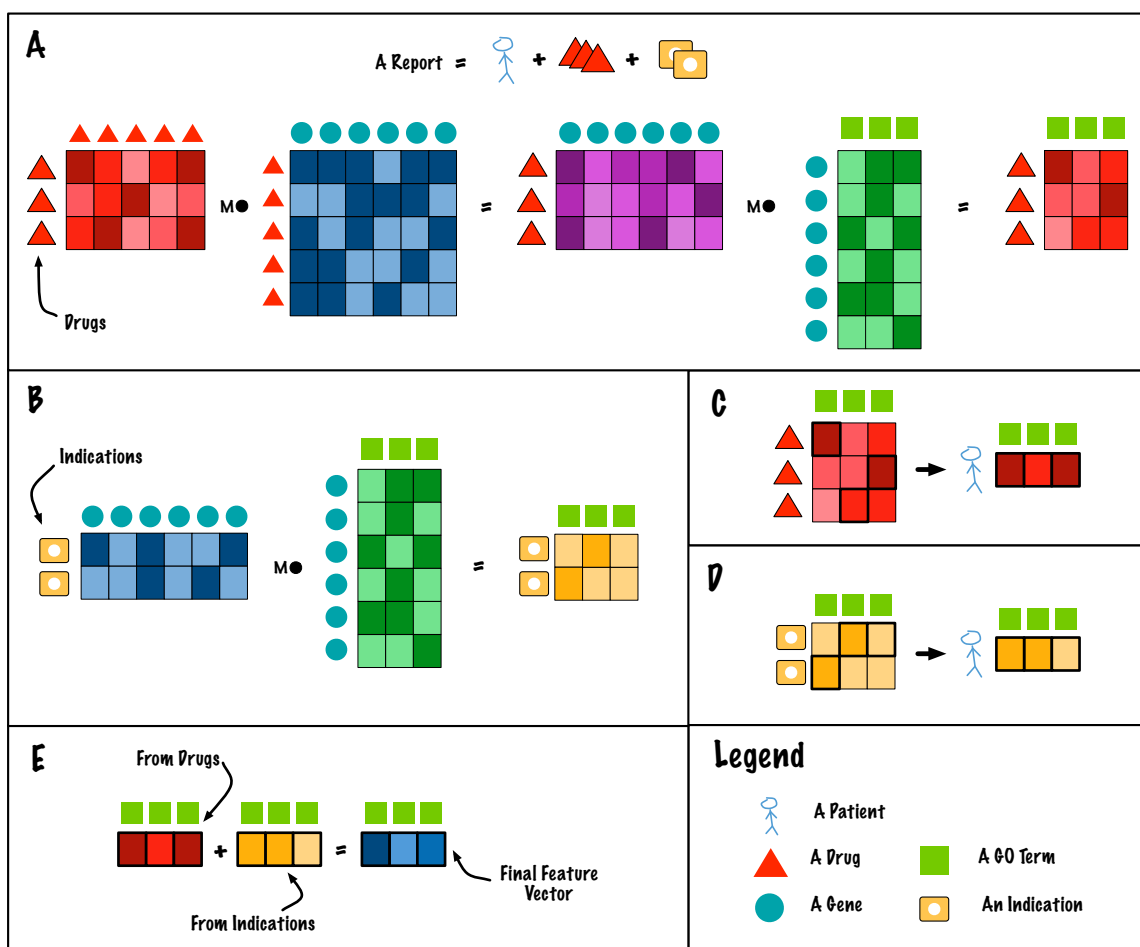 A
A Report = + +
M● = M● =
Drugs
B
Indications
M● =
C
D
E
From Drugs
+ =
Final Feature
Vector
From Indications
Legend
A Patient
A Drug
A GO Term
A Gene
An Indication